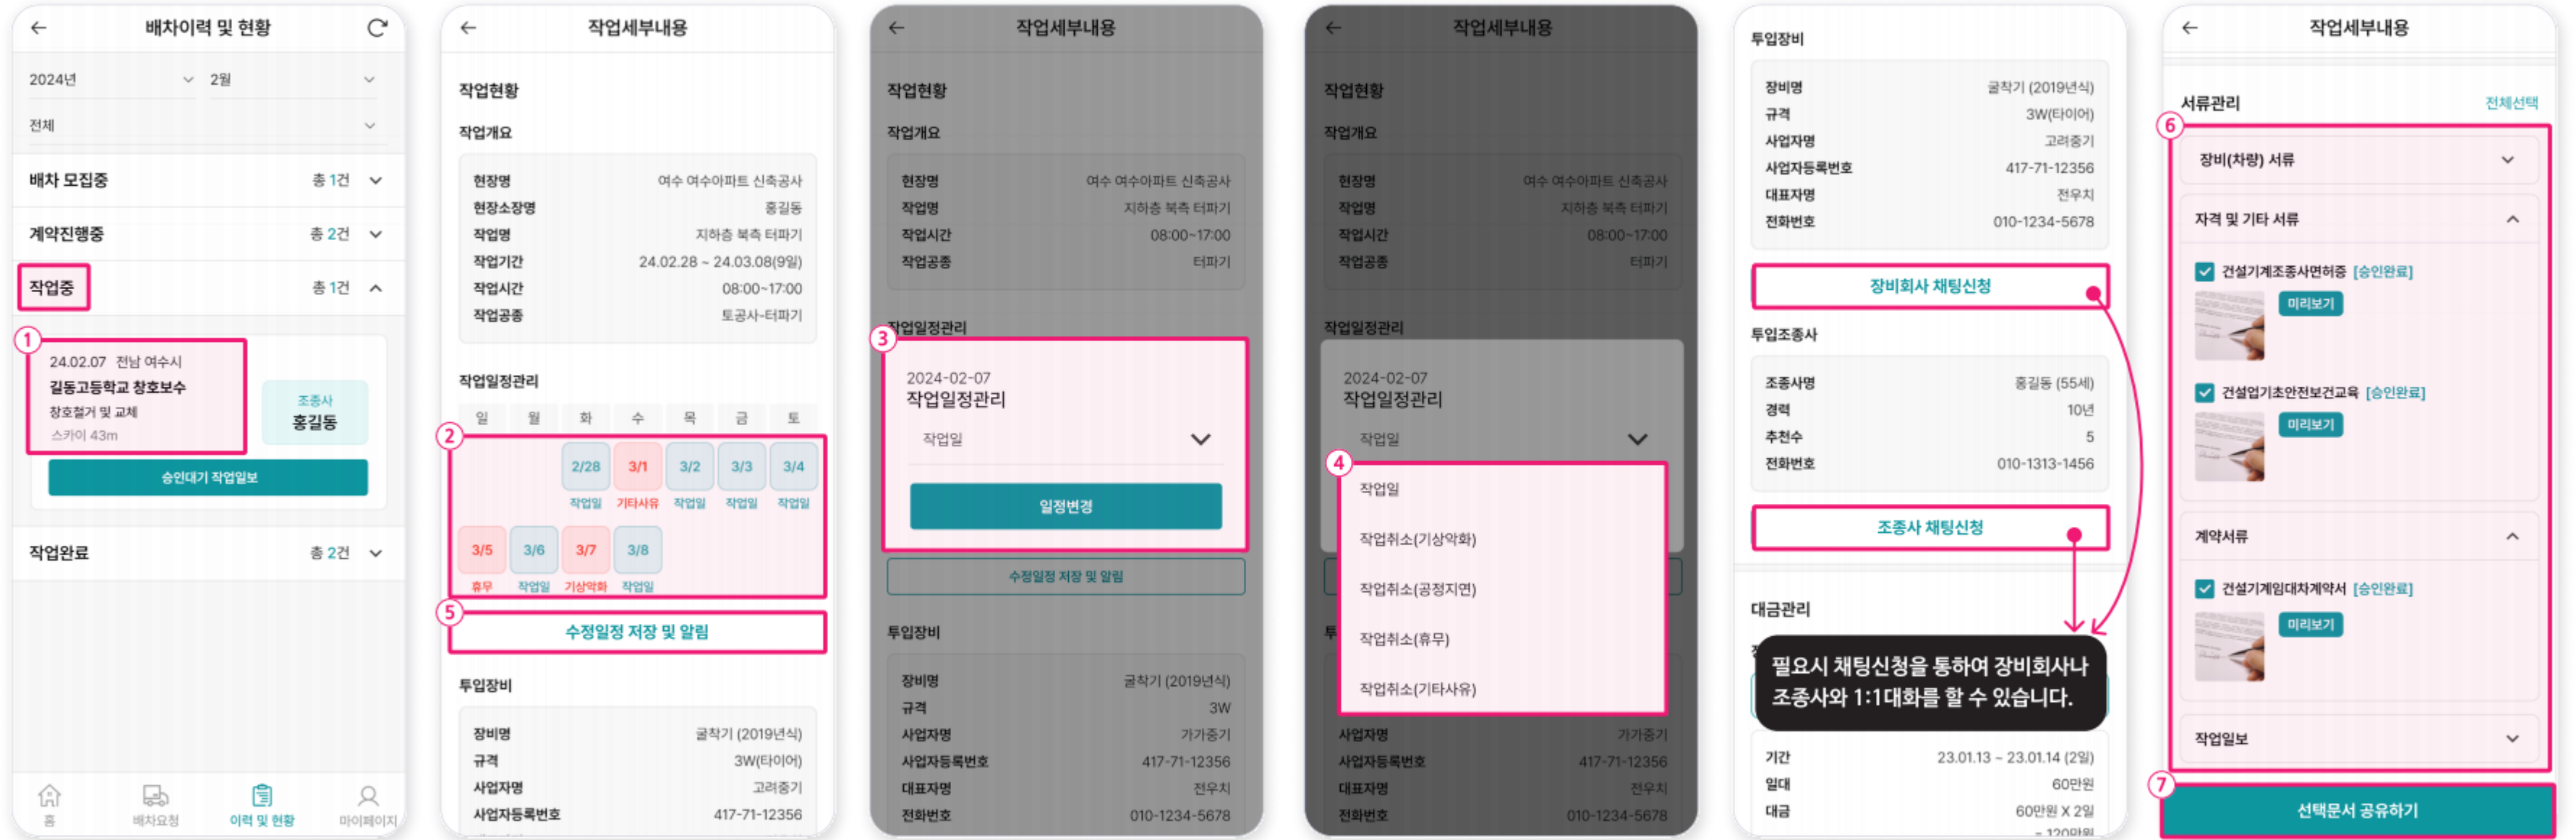 배차이력 및 현황
2024년
2월
전체
배차 모집중
총 1건
계약진행중
총 2건
작업중
총 1건
1
24.02.07 전남 여수시
길동고등학교 창호보수
창호철거 및 교체
스카이 43m
조종사
홍길동
승인대기 작업일보
작업완료
총 2건
홈
배차요청
이력 및 현황
마이페이지
작업세부내용
작업현황
작업개요
현장명 여수 여수아파트 신축공사
현장소장명 홍길동
작업명 지하층 북측 터파기
작업기간 24.02.28 ~ 24.03.08(9일)
작업시간 08:00~17:00
작업공종 토공사-터파기
작업일정관리
일 월 화 수 목 금 토
2
2/28 3/1 3/2 3/3 3/4
작업일 기타사유 작업일 작업일 작업일
3/5 3/6 3/7 3/8
휴무 작업일 기상악화 작업일
5
수정일정 저장 및 알림
투입장비
장비명 굴착기 (2019년식)
규격 3W(타이어)
사업자명 고려중기
사업자등록번호 417-71-12356
작업세부내용
작업현황
작업개요
현장명 여수 여수아파트 신축공사
작업명 지하층 북측 터파기
작업시간 08:00~17:00
작업공종 터파기
작업일정관리
3
2024-02-07
작업일정관리
작업일
일정변경
수정일정 저장 및 알림
투입장비
장비명 굴착기 (2019년식)
규격 3W
사업자명 가가중기
사업자등록번호 417-71-12356
대표자명 전우치
전화번호 010-1234-5678
작업세부내용
작업현황
작업개요
현장명 여수 여수아파트 신축공사
작업명 지하층 북측 터파기
작업시간 08:00~17:00
작업공종 터파기
작업일정관리
2024-02-07
작업일정관리
작업일
4
작업일
작업취소(기상악화)
작업취소(공정지연)
작업취소(휴무)
작업취소(기타사유)
사업자명 가가중기
사업자등록번호 417-71-12356
대표자명 전우치
전화번호 010-1234-5678
투입장비
장비명 굴착기 (2019년식)
규격 3W(타이어)
사업자명 고려중기
사업자등록번호 417-71-12356
대표자명 전우치
전화번호 010-1234-5678
장비회사 채팅신청
투입조종사
조종사명 홍길동 (55세)
경력 10년
추천수 5
전화번호 010-1313-1456
조종사 채팅신청
대금관리
필요시 채팅신청을 통하여 장비회사나
조종사와 1:1대화를 할 수 있습니다.
기간 23.01.13 ~ 23.01.14 (2일)
일대 60만원
대금 60만원 X 2일
= 120만원
작업세부내용
서류관리
전체선택
6
장비(차량) 서류
자격 및 기타 서류
건설기계조종사면허증 [승인완료]
미리보기
건설업기초안전보건교육 [승인완료]
미리보기
계약서류
건설기계임대차계약서 [승인완료]
미리보기
작업일보
7
선택문서 공유하기